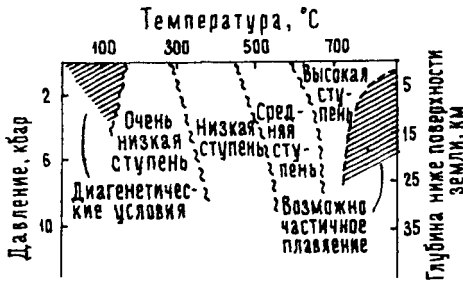 Температура, °С
100 300 500 700
Давление, кбар
2
6
10
Очень
низкая
ступень
Диагенетичес-
кие условия
Низкая
ступень
Сред-
няя
сту-
пень
Высокая
сту-
пень
Возможно
частичное
плавление
5
15
25
35
Глубина ниже поверхности
земли, км